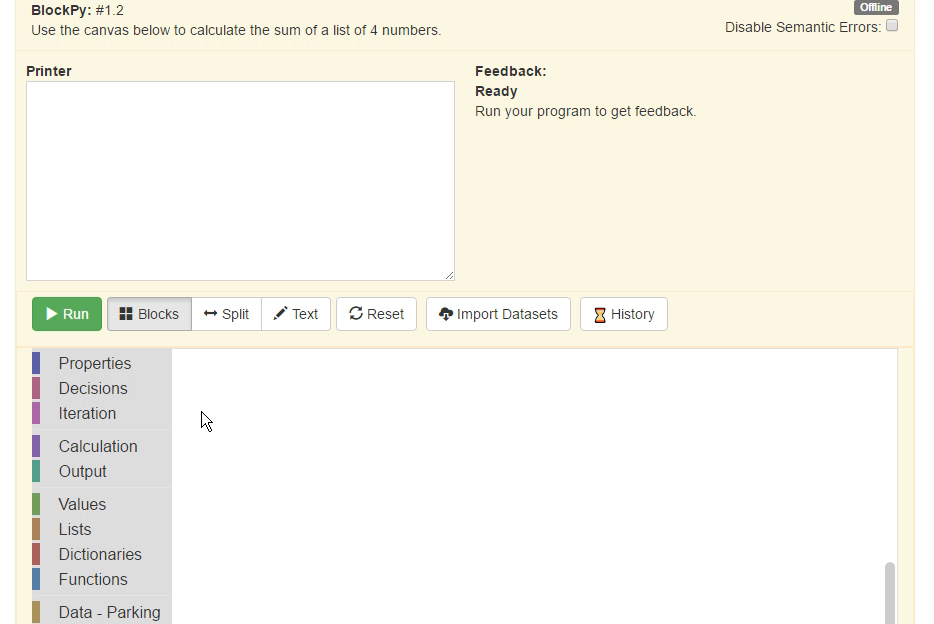 BlockPy: #1.2
Offline
Use the canvas below to calculate the sum of a list of 4 numbers.
Disable Semantic Errors:
Printer
Feedback:
Ready
Run your program to get feedback.
Run
Blocks
Split
Text
Reset
Import Datasets
History
Properties
Decisions
Iteration
Calculation
Output
Values
Lists
Dictionaries
Functions
Data - Parking